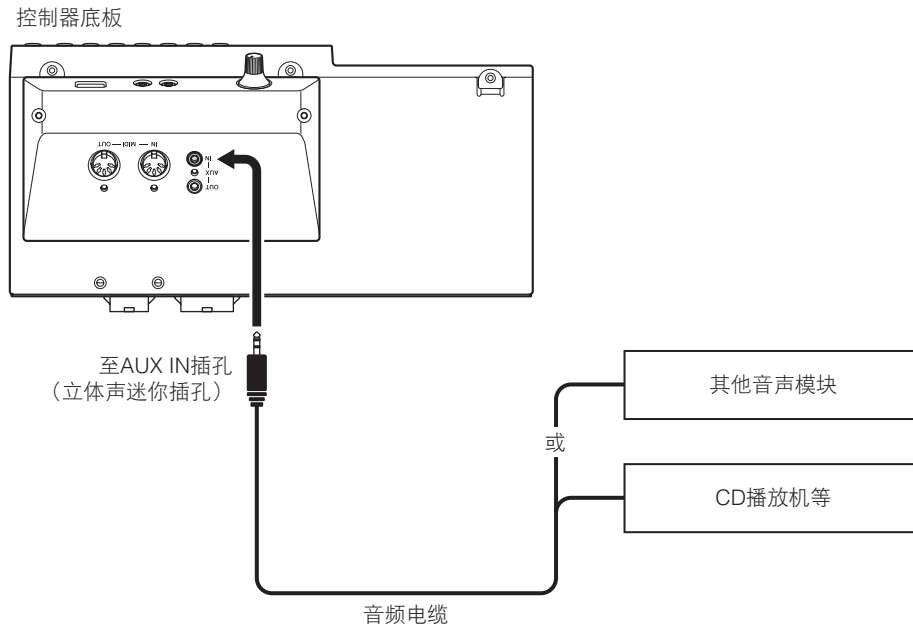 控制器底板
OUT — MIDI — IN
IN
AUX
OUT
至AUX IN插孔
（立体声迷你插孔）
其他音声模块
或
CD播放机等
音频电缆